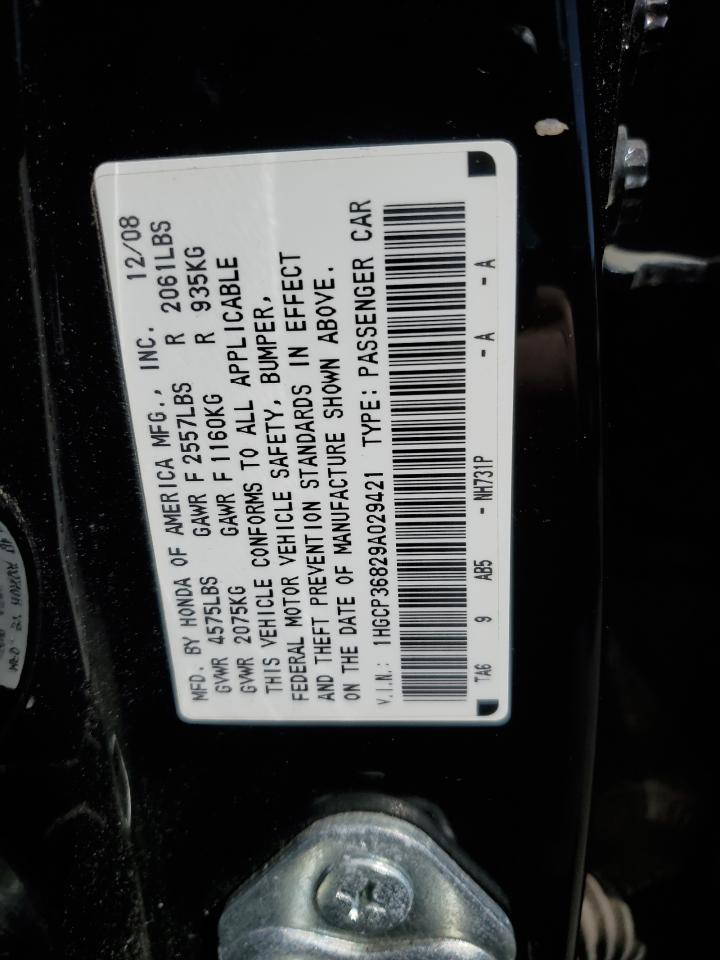 MFD. BY HONDA OF AMERICA MFG., INC. 12/08
GVWR 4575LBS GAWR F 2557LBS R 2061LBS
GVWR 2075KG GAWR F 1160KG R 935KG
THIS VEHICLE CONFORMS TO ALL APPLICABLE
FEDERAL MOTOR VEHICLE SAFETY, BUMPER,
AND THEFT PREVENTION STANDARDS IN EFFECT
ON THE DATE OF MANUFACTURE SHOWN ABOVE.
V.I.N.: 1HGCP36829A029421 TYPE: PASSENGER CAR
TA6 9 AB5 - NH731P - A - A